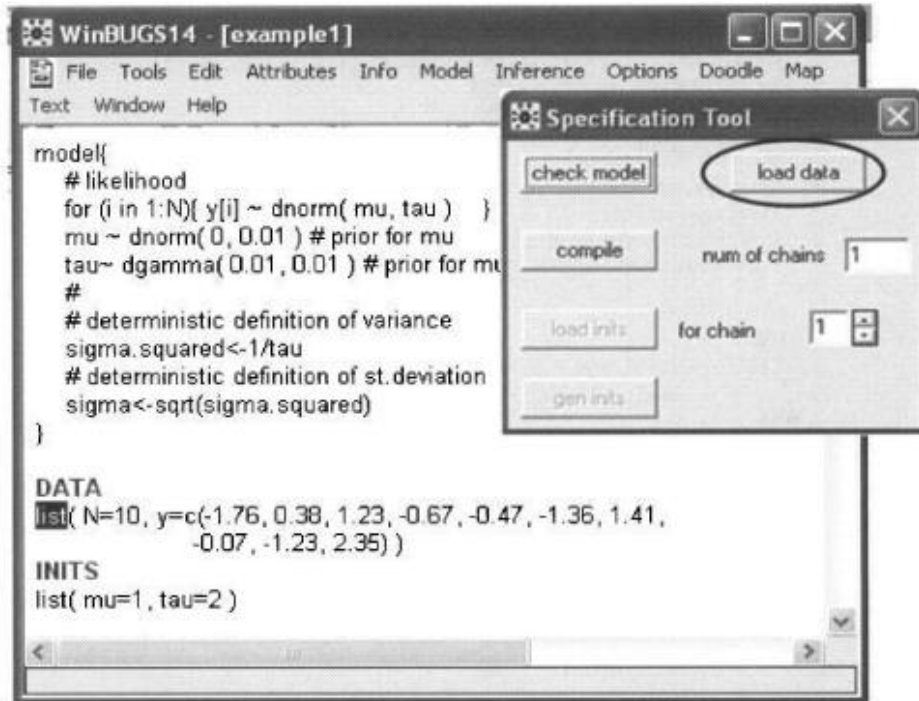 WinBUGS14 - [example1]
File Tools Edit Attributes Info Model Inference Options Doodle Map
Text Window Help
model{
# likelihood
for (i in 1:N){ y[i] ~ dnorm( mu, tau ) }
mu ~ dnorm( 0, 0.01 ) # prior for mu
tau~ dgamma( 0.01, 0.01 ) # prior for mu
#
# deterministic definition of variance
sigma.squared<-1/tau
# deterministic definition of st.deviation
sigma<-sqrt(sigma.squared)
}
DATA
list( N=10, y=c(-1.76, 0.38, 1.23, -0.67, -0.47, -1.36, 1.41,
-0.07, -1.23, 2.35) )
INITS
list( mu=1, tau=2 )
Specification Tool
check model load data
compile num of chains 1
load inits for chain 1
gen inits